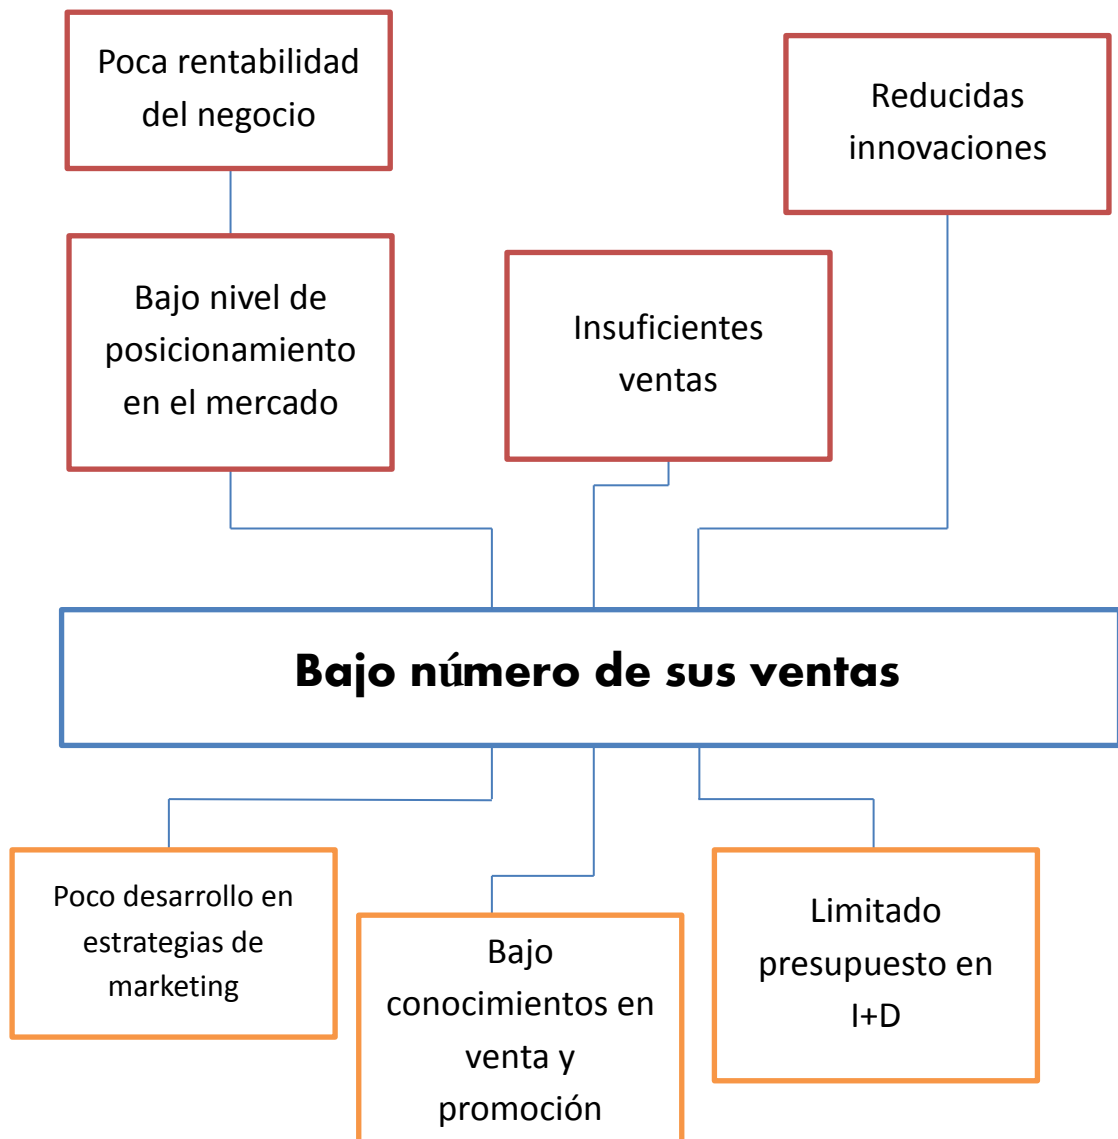 Poca rentabilidad
del negocio
Reducidas
innovaciones
Bajo nivel de
posicionamiento
en el mercado
Insuficientes
ventas
Bajo número de sus ventas
Poco desarrollo en
estrategias de
marketing
Bajo
conocimientos en
venta y
promoción
Limitado
presupuesto en
I+D